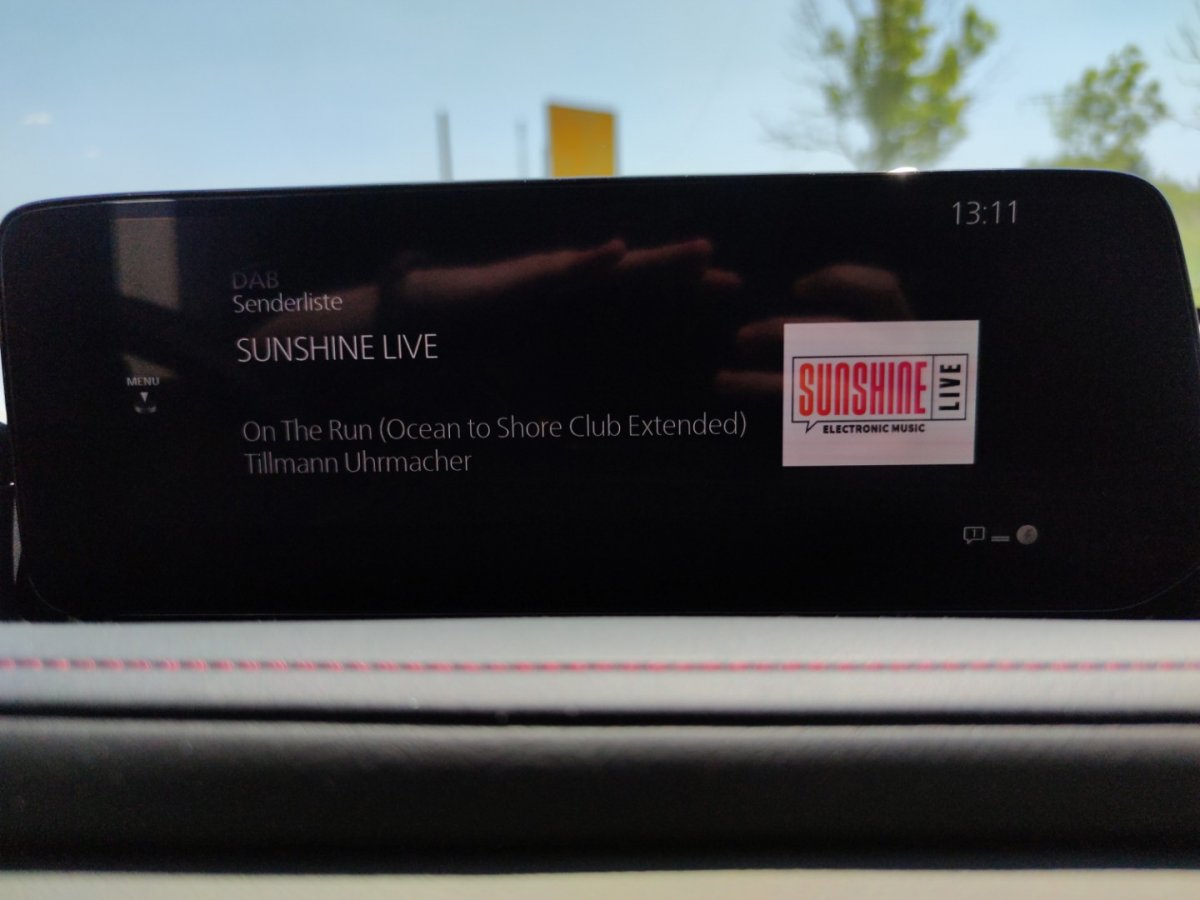 13:11
DAB
Senderliste
SUNSHINE LIVE
MENU
On The Run (Ocean to Shore Club Extended)
Tillmann Uhrmacher
SUNSHINE LIVE
ELECTRONIC MUSIC